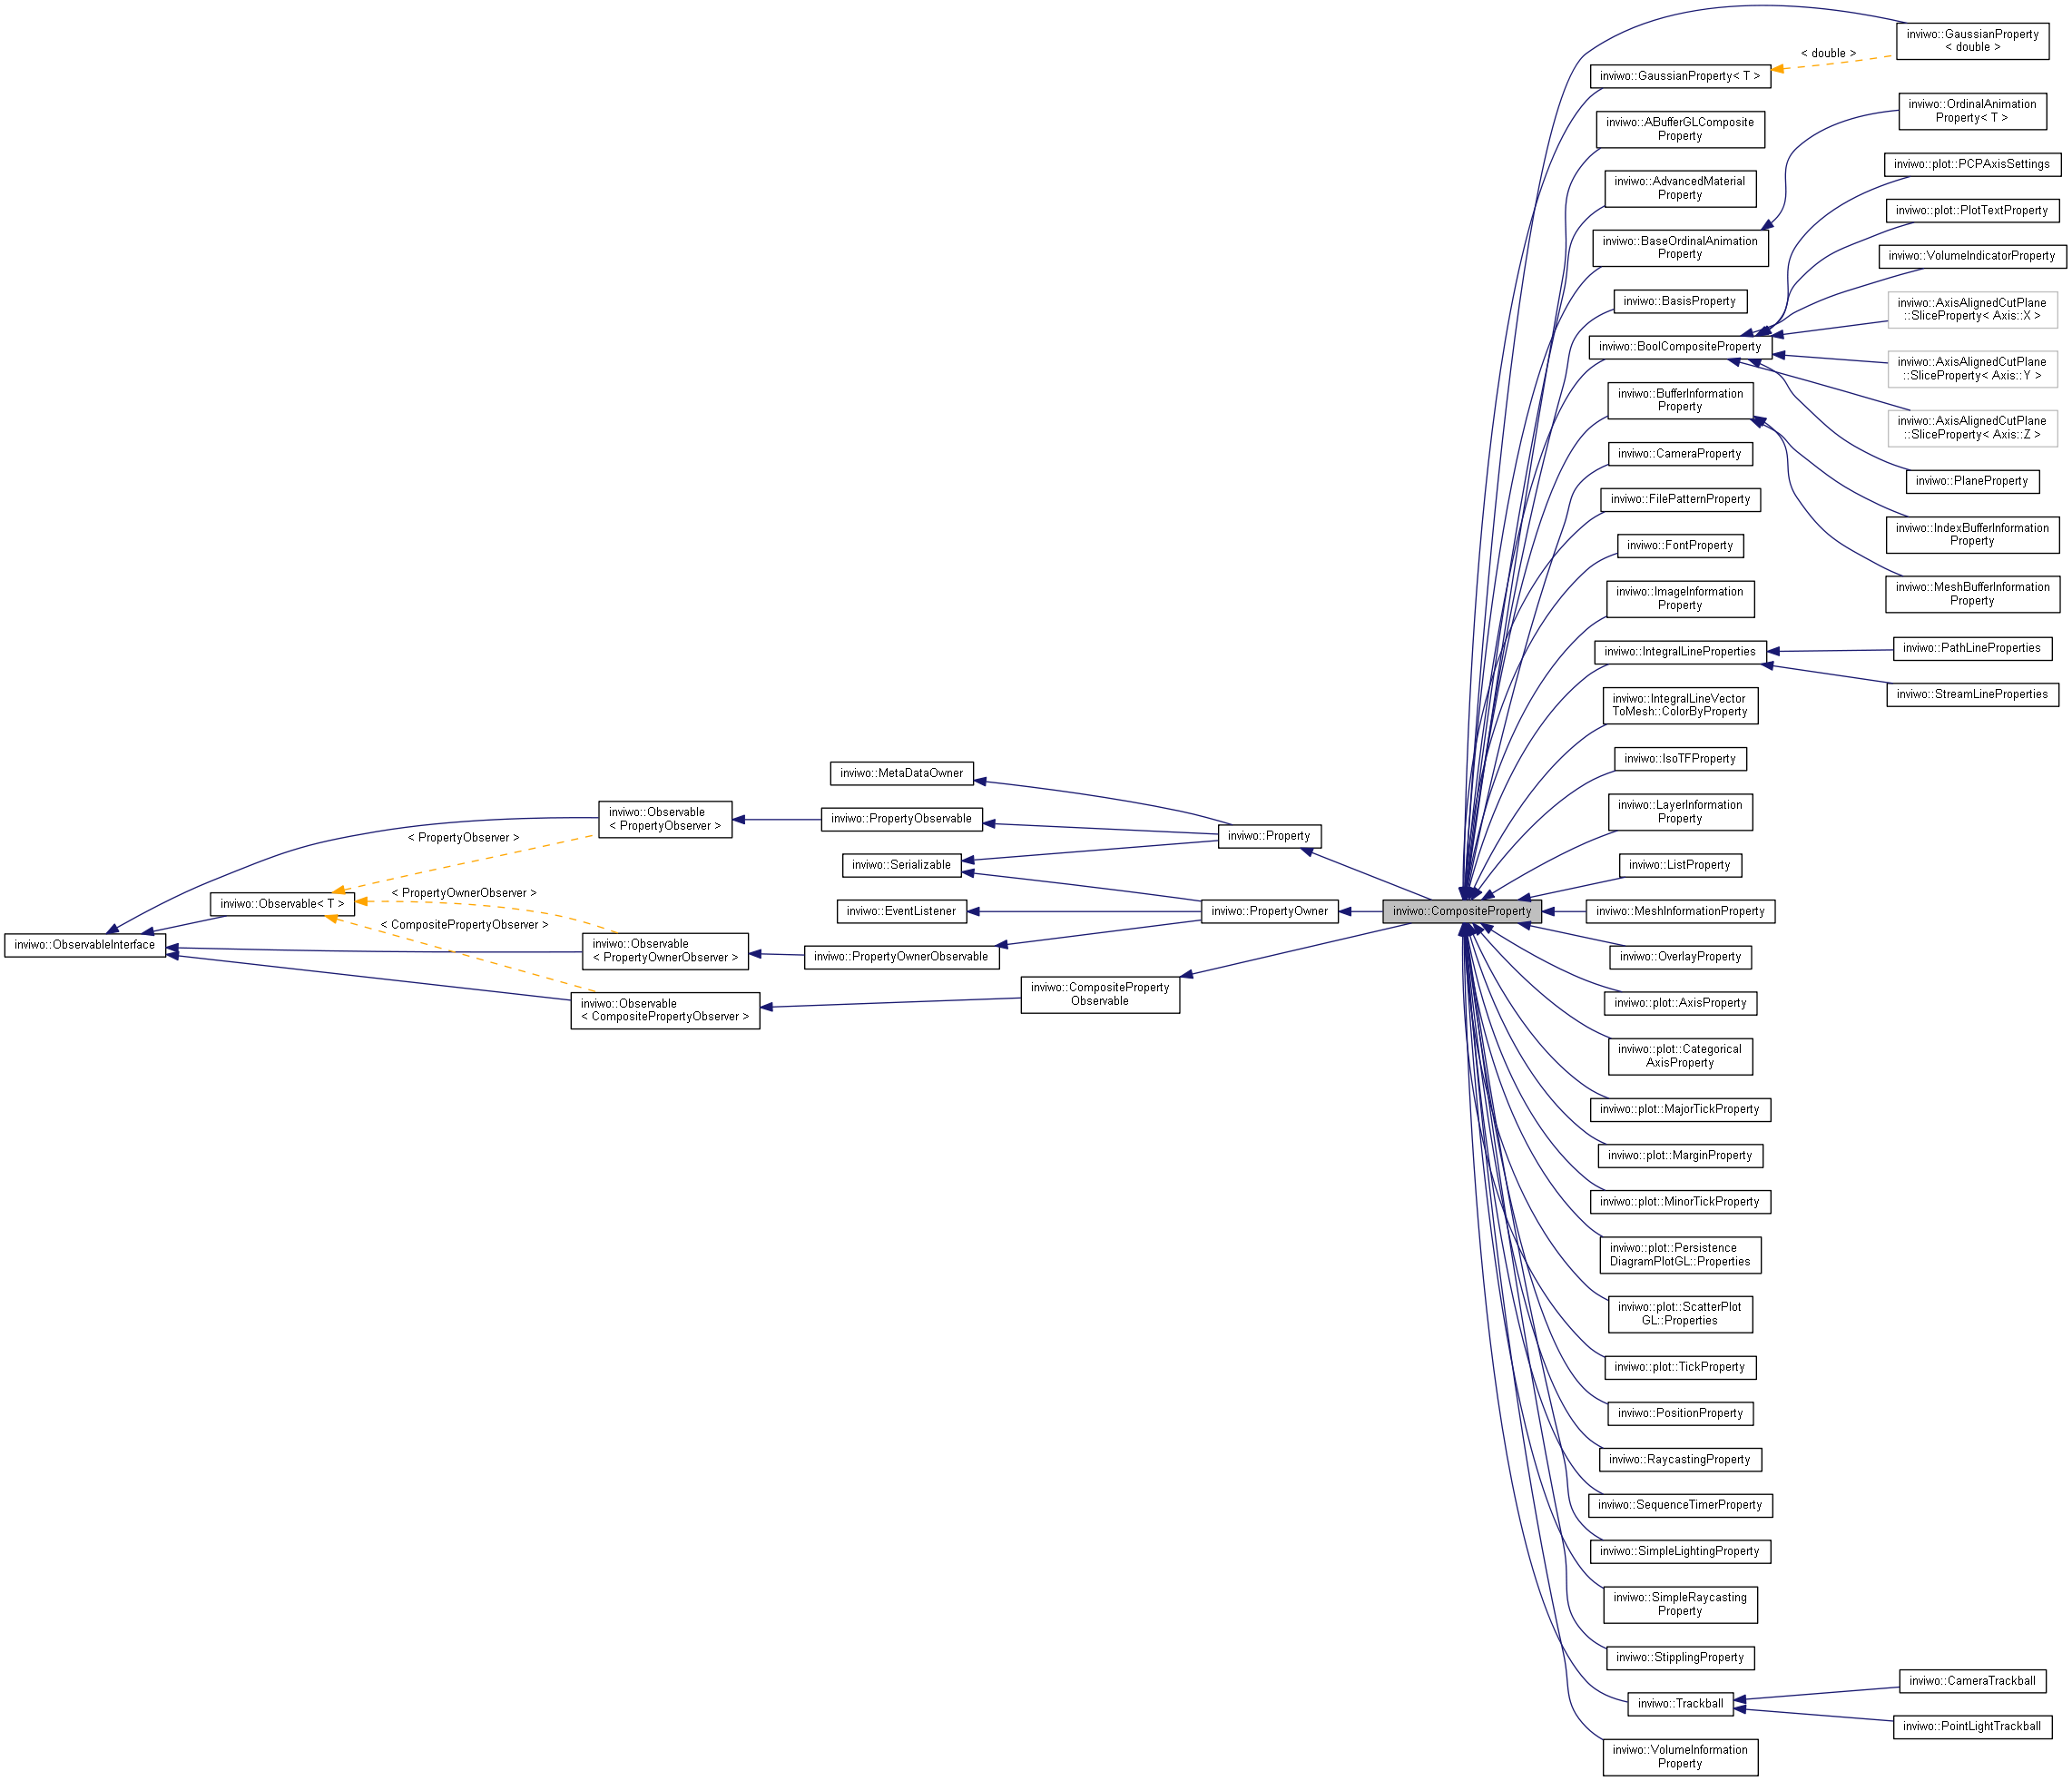 inviwo::ObservableInterface
inviwo::Observable< T >
< PropertyObserver >
< PropertyOwnerObserver >
< CompositePropertyObserver >
inviwo::Observable
< PropertyObserver >
inviwo::Observable
< PropertyOwnerObserver >
inviwo::Observable
< CompositePropertyObserver >
inviwo::MetaDataOwner
inviwo::PropertyObservable
inviwo::Serializable
inviwo::EventListener
inviwo::PropertyOwnerObservable
inviwo::CompositeProperty
Observable
inviwo::Property
inviwo::PropertyOwner
inviwo::CompositeProperty
inviwo::GaussianProperty< T >
inviwo::ABufferGLComposite
Property
inviwo::AdvancedMaterial
Property
inviwo::BaseOrdinalAnimation
Property
inviwo::BasisProperty
inviwo::BoolCompositeProperty
inviwo::BufferInformation
Property
inviwo::CameraProperty
inviwo::FilePatternProperty
inviwo::FontProperty
inviwo::ImageInformation
Property
inviwo::IntegralLineProperties
inviwo::IntegralLineVector
ToMesh::ColorByProperty
inviwo::IsoTFProperty
inviwo::LayerInformation
Property
inviwo::ListProperty
inviwo::MeshInformationProperty
inviwo::OverlayProperty
inviwo::plot::AxisProperty
inviwo::plot::Categorical
AxisProperty
inviwo::plot::MajorTickProperty
inviwo::plot::MarginProperty
inviwo::plot::MinorTickProperty
inviwo::plot::Persistence
DiagramPlotGL::Properties
inviwo::plot::ScatterPlot
GL::Properties
inviwo::plot::TickProperty
inviwo::PositionProperty
inviwo::RaycastingProperty
inviwo::SequenceTimerProperty
inviwo::SimpleLightingProperty
inviwo::SimpleRaycasting
Property
inviwo::StipplingProperty
inviwo::Trackball
inviwo::VolumeInformation
Property
< double >
inviwo::GaussianProperty
< double >
inviwo::OrdinalAnimation
Property< T >
inviwo::plot::PCPAxisSettings
inviwo::plot::PlotTextProperty
inviwo::VolumeIndicatorProperty
inviwo::AxisAlignedCutPlane
::SliceProperty< Axis::X >
inviwo::AxisAlignedCutPlane
::SliceProperty< Axis::Y >
inviwo::AxisAlignedCutPlane
::SliceProperty< Axis::Z >
inviwo::PlaneProperty
inviwo::IndexBufferInformation
Property
inviwo::MeshBufferInformation
Property
inviwo::PathLineProperties
inviwo::StreamLineProperties
inviwo::CameraTrackball
inviwo::PointLightTrackball